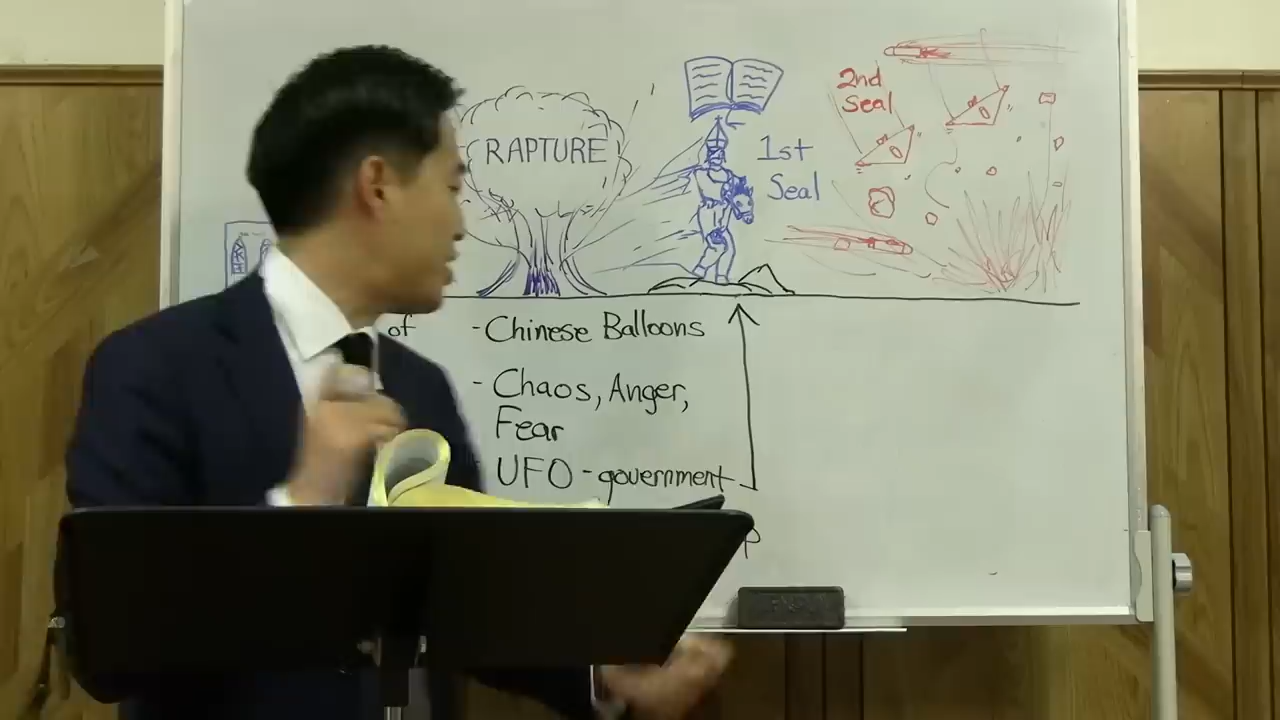 RAPTURE
1st
Seal
2nd
Seal
of
- Chinese Balloons
- Chaos, Anger,
Fear
UFO - government